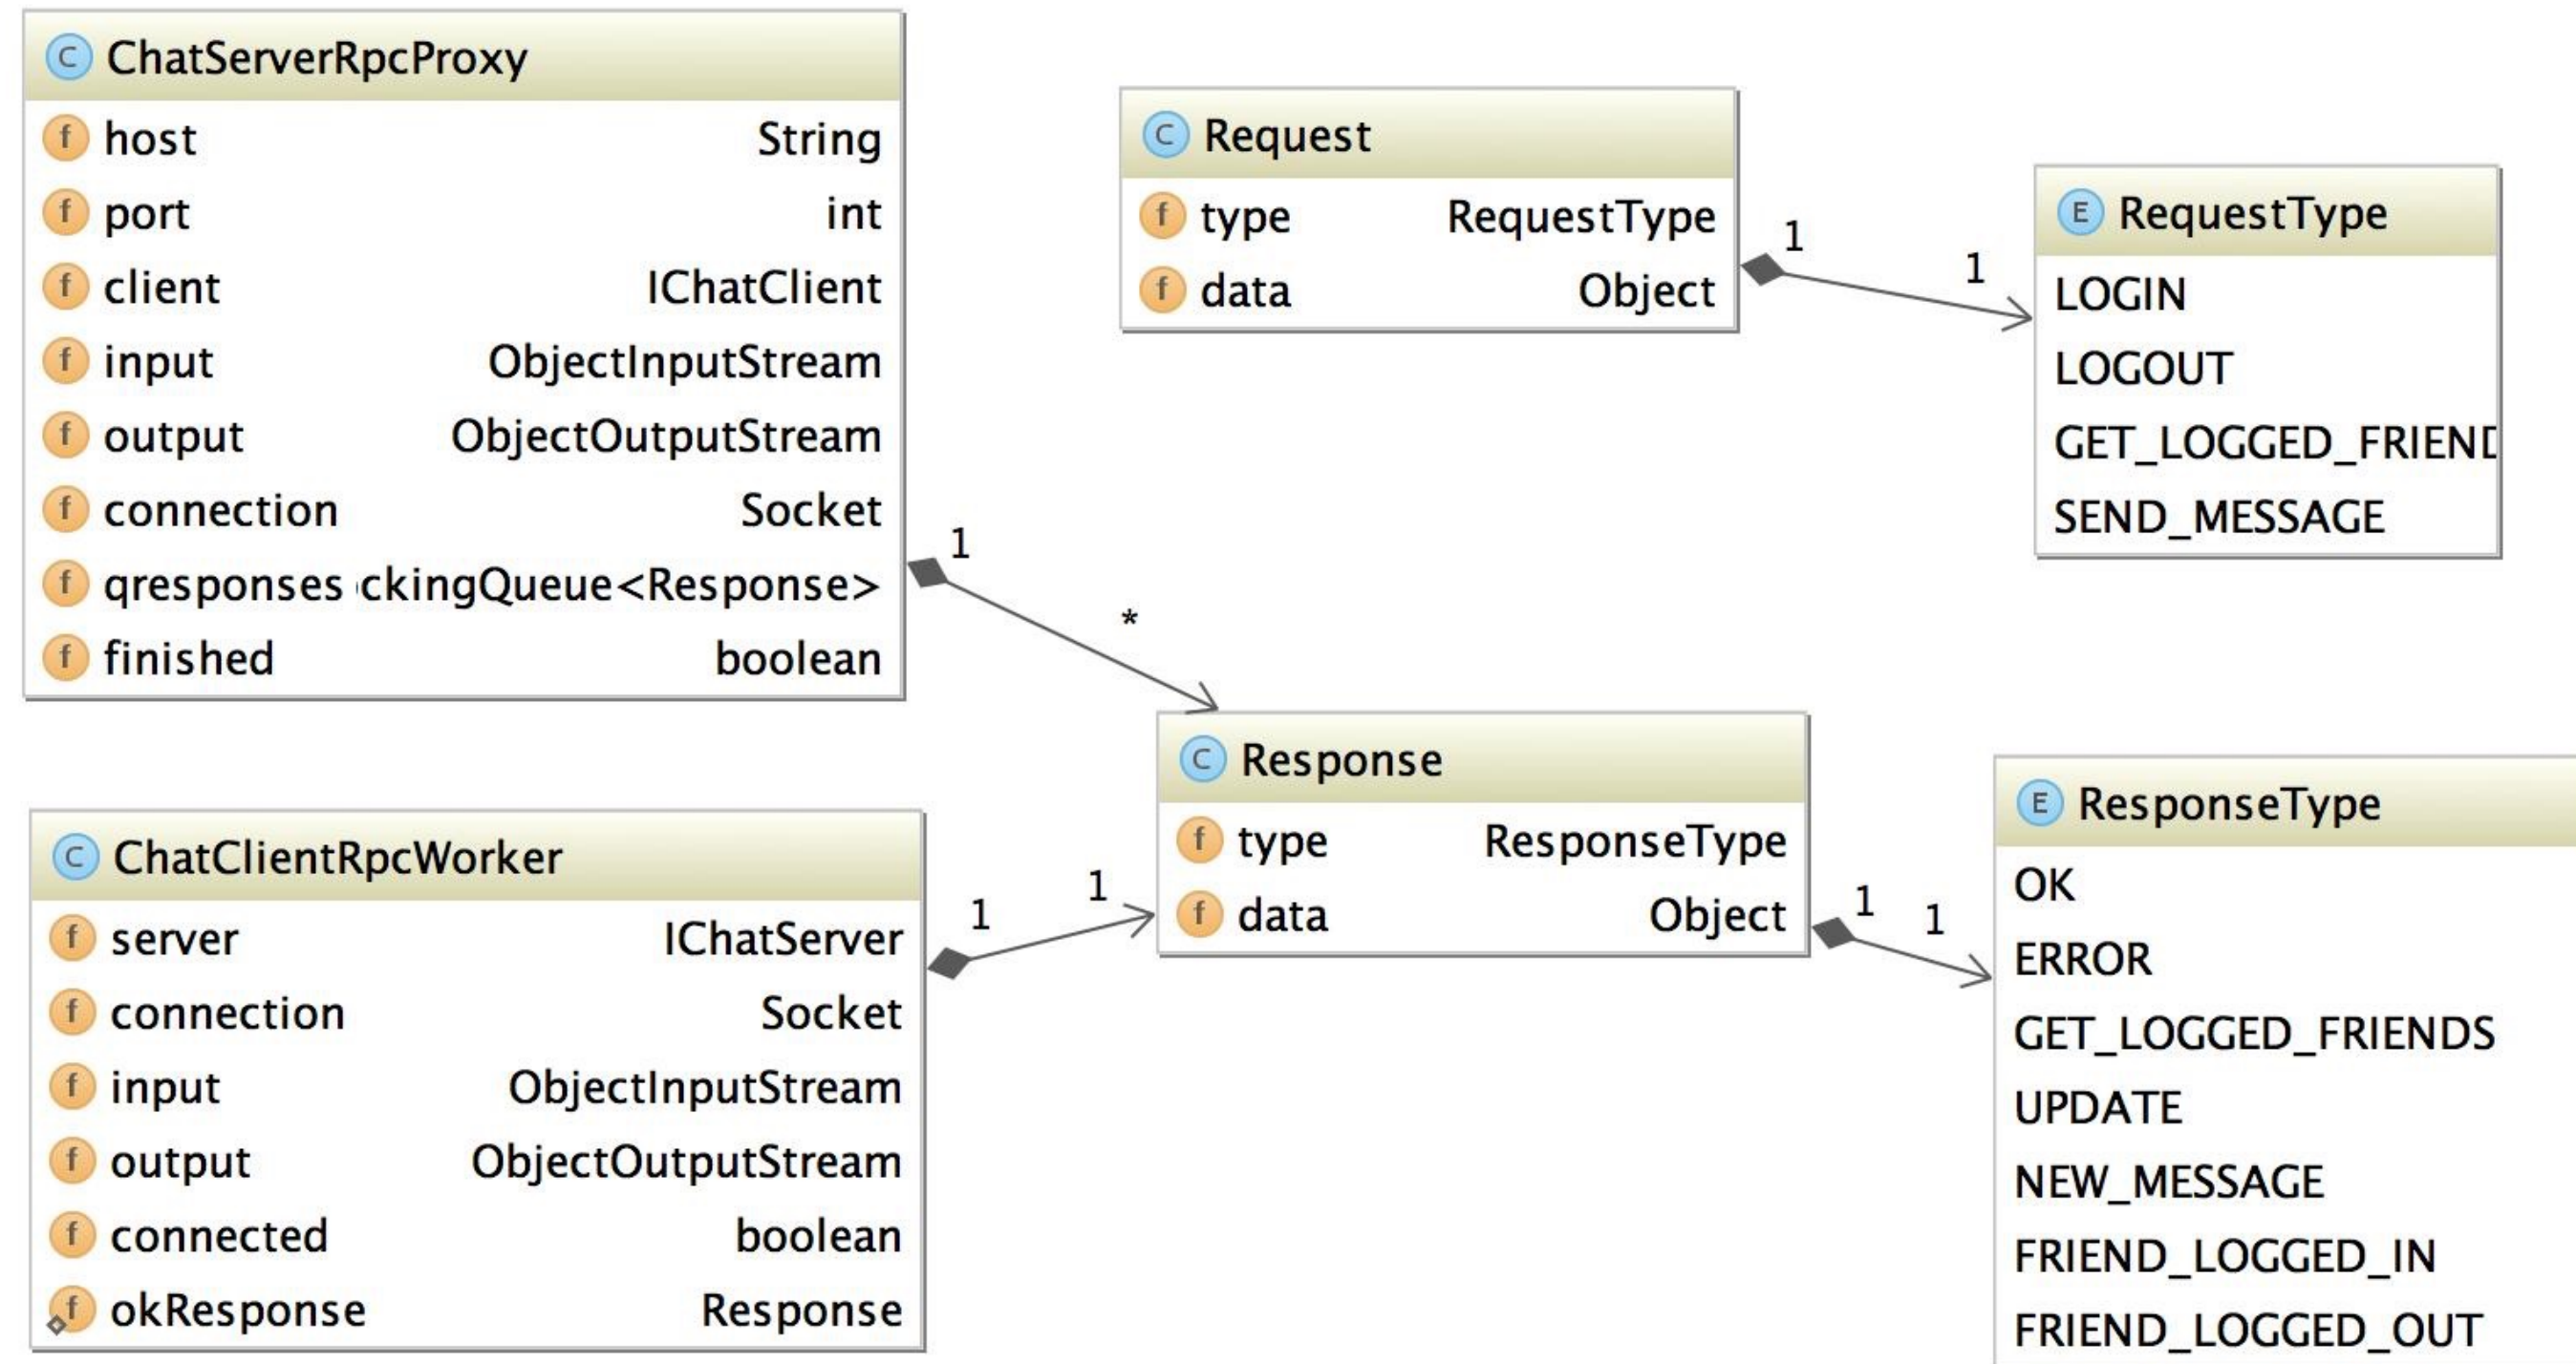 C ChatServerRpcProxy
f host String
f port int
f client IChatClient
f input ObjectInputStream
f output ObjectOutputStream
f connection Socket
f qresponses ckingQueue<Response>
f finished boolean
C Request
f type RequestType
f data Object
1
1
E RequestType
LOGIN
LOGOUT
GET_LOGGED_FRIEND
SEND_MESSAGE
1
*
C Response
f type ResponseType
f data Object
C ChatClientRpcWorker
f server IChatServer
f connection Socket
f input ObjectInputStream
f output ObjectOutputStream
f connected boolean
f okResponse Response
1
1
1
1
E ResponseType
OK
ERROR
GET_LOGGED_FRIENDS
UPDATE
NEW_MESSAGE
FRIEND_LOGGED_IN
FRIEND_LOGGED_OUT